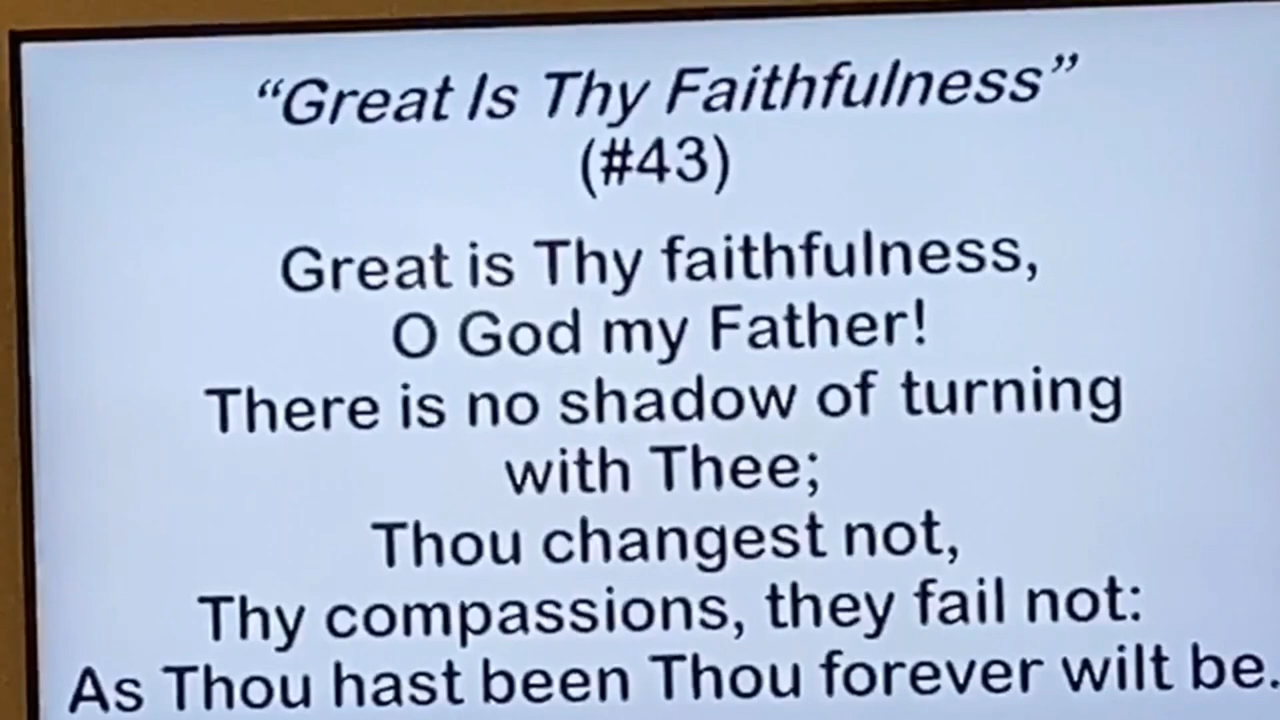 “Great Is Thy Faithfulness”
(#43)
Great is Thy faithfulness,
O God my Father!
There is no shadow of turning
with Thee;
Thou changest not,
Thy compassions, they fail not:
As Thou hast been Thou forever wilt be.